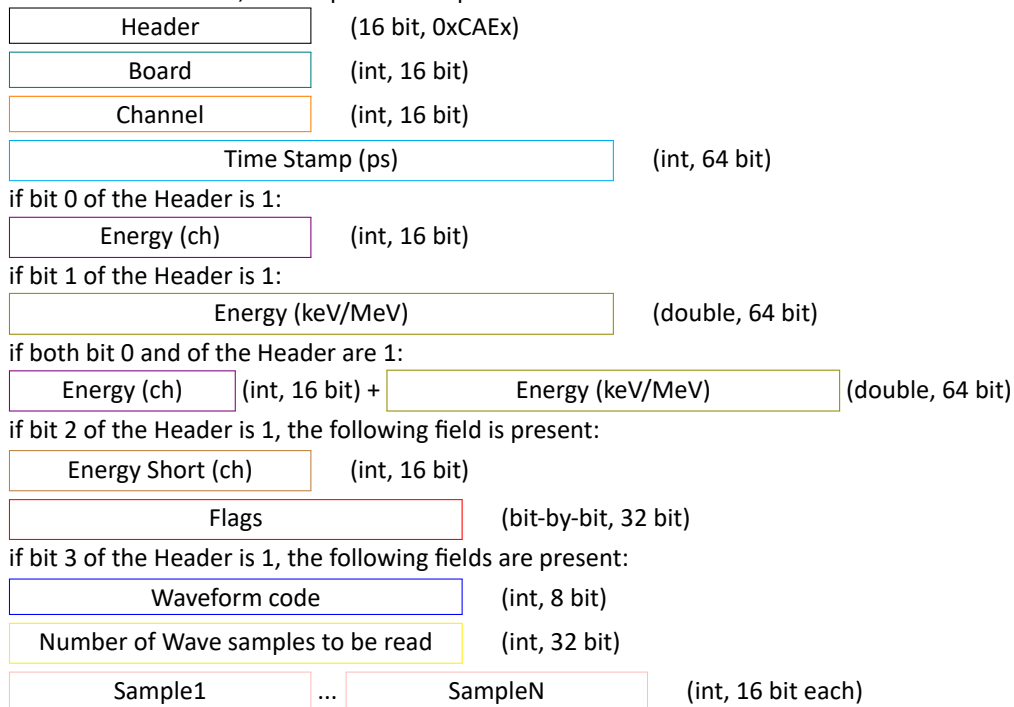 Header (16 bit, 0xCAEx)
Board (int, 16 bit)
Channel (int, 16 bit)
Time Stamp (ps) (int, 64 bit)
if bit 0 of the Header is 1:
Energy (ch) (int, 16 bit)
if bit 1 of the Header is 1:
Energy (keV/MeV) (double, 64 bit)
if both bit 0 and of the Header are 1:
Energy (ch) (int, 16 bit) + Energy (keV/MeV) (double, 64 bit)
if bit 2 of the Header is 1, the following field is present:
Energy Short (ch) (int, 16 bit)
Flags (bit-by-bit, 32 bit)
if bit 3 of the Header is 1, the following fields are present:
Waveform code (int, 8 bit)
Number of Wave samples to be read (int, 32 bit)
Sample1 ... SampleN (int, 16 bit each)